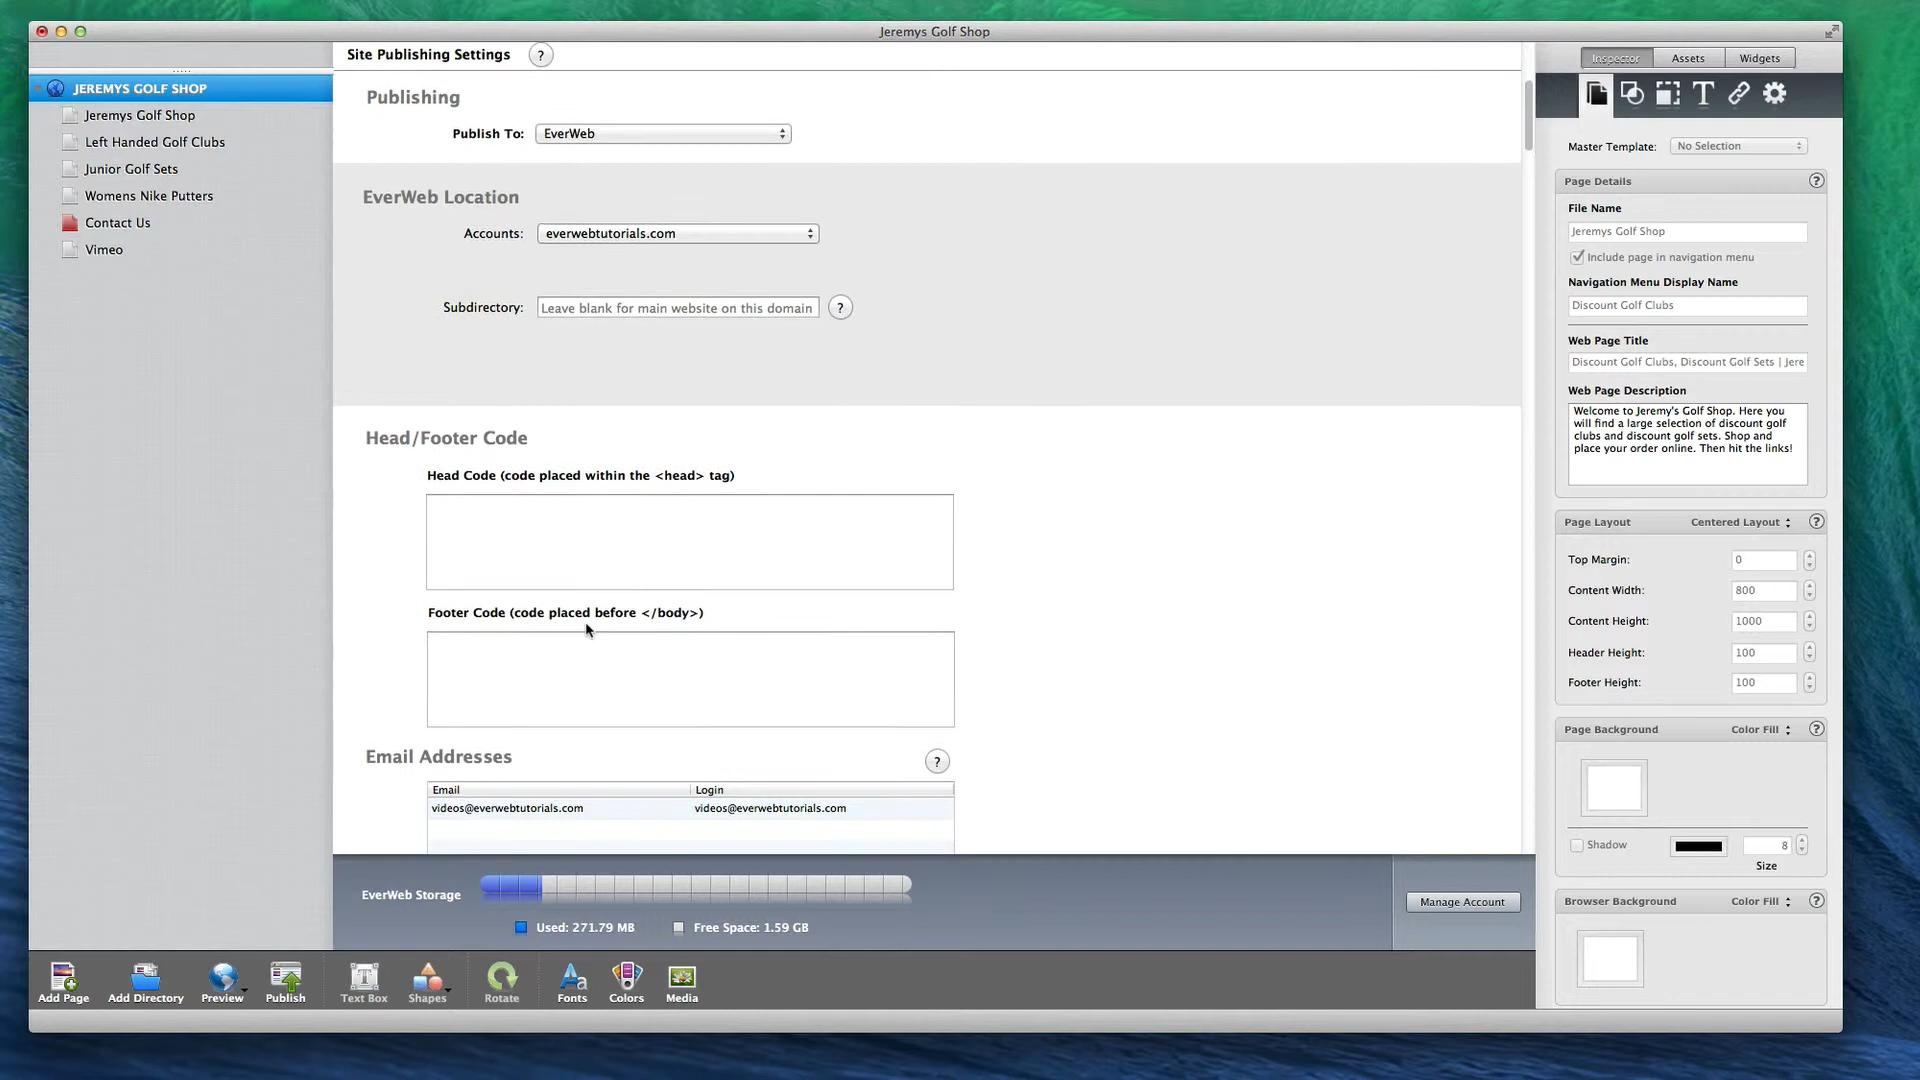 Jeremys Golf Shop
JEREMYS GOLF SHOP
Jeremys Golf Shop
Left Handed Golf Clubs
Junior Golf Sets
Womens Nike Putters
Contact Us
Vimeo
Site Publishing Settings ?
Publishing
Publish To: EverWeb
EverWeb Location
Accounts: everwebtutorials.com
Subdirectory: Leave blank for main website on this domain ?
Head/Footer Code
Head Code (code placed within the <head> tag)
Footer Code (code placed before </body>)
Email Addresses ?
Email Login
videos@everwebtutorials.com videos@everwebtutorials.com
EverWeb Storage
Used: 271.79 MB Free Space: 1.59 GB
Manage Account
Inspector Assets Widgets
Master Template: No Selection
Page Details ?
File Name
Jeremys Golf Shop
Include page in navigation menu
Navigation Menu Display Name
Discount Golf Clubs
Web Page Title
Discount Golf Clubs, Discount Golf Sets | Jere
Web Page Description
Welcome to Jeremy's Golf Shop. Here you
will find a large selection of discount golf
clubs and discount golf sets. Shop and
place your order online. Then hit the links!
Page Layout Centered Layout ?
Top Margin: 0
Content Width: 800
Content Height: 1000
Header Height: 100
Footer Height: 100
Page Background Color Fill ?
Shadow 8
Size
Browser Background Color Fill ?
Add Page Add Directory Preview Publish Text Box Shapes Rotate Fonts Colors Media